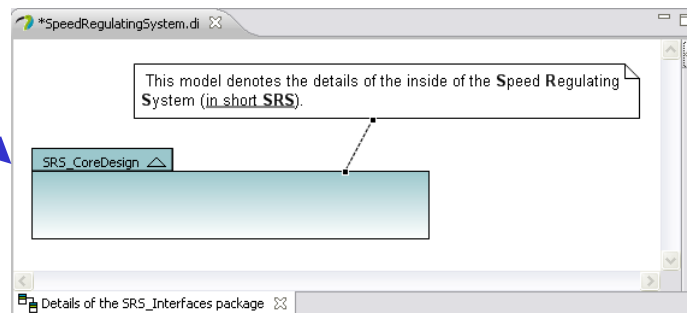 *SpeedRegulatingSystem.di
This model denotes the details of the inside of the Speed Regulating
System (in short SRS).
SRS_CoreDesign
Details of the SRS_Interfaces package